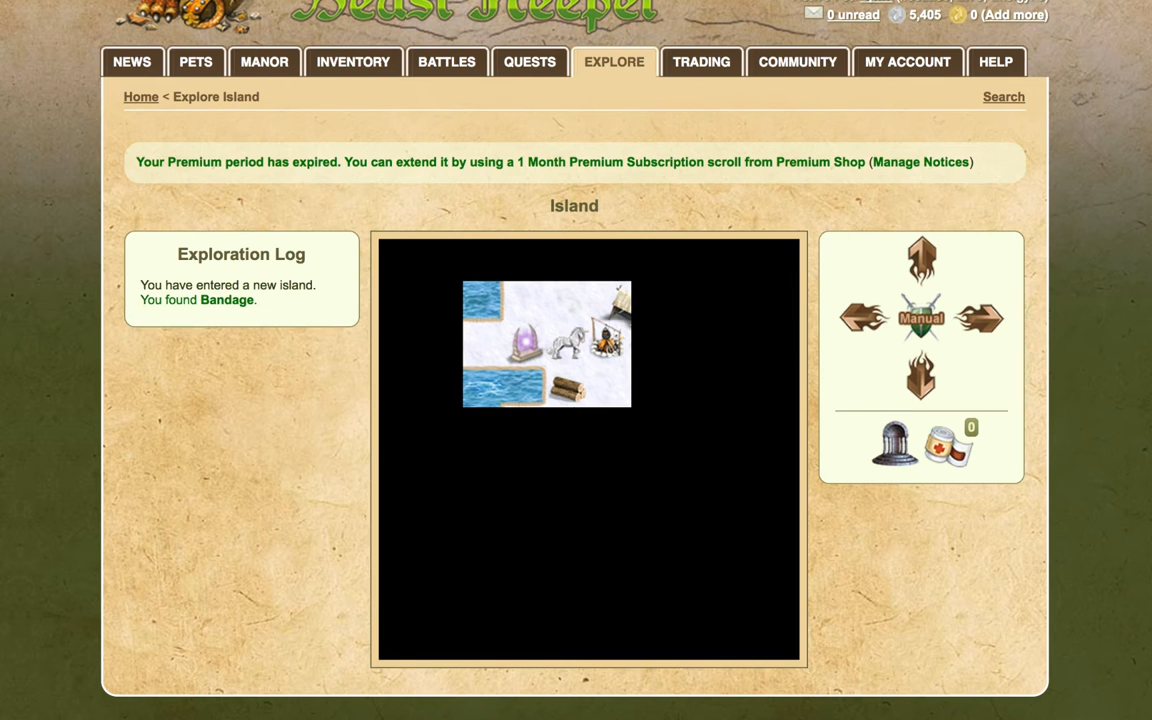 Beast Keeper
0 unread 5,405 0 (Add more)
NEWS PETS MANOR INVENTORY BATTLES QUESTS EXPLORE TRADING COMMUNITY MY ACCOUNT HELP
Home < Explore Island
Search
Your Premium period has expired. You can extend it by using a 1 Month Premium Subscription scroll from Premium Shop (Manage Notices)
Island
Exploration Log
You have entered a new island.
You found Bandage.
Manual
0